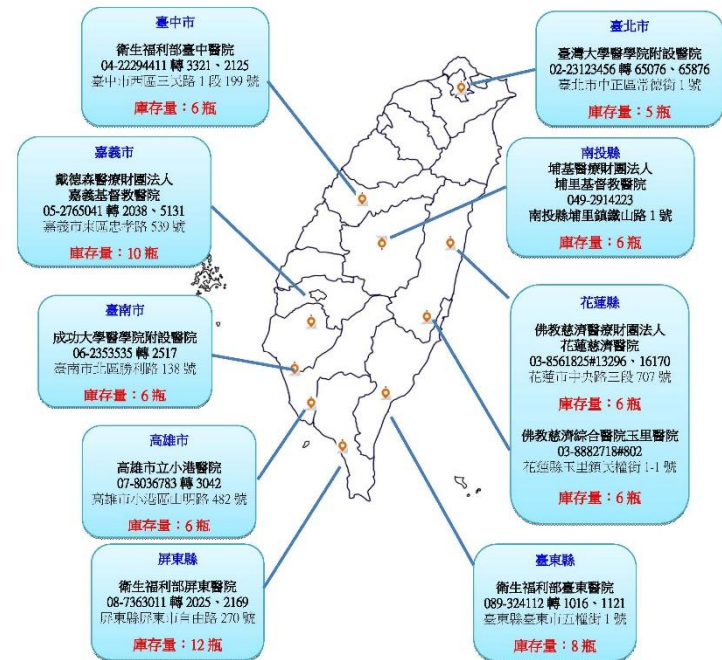 臺中市
衛生福利部臺中醫院
04-22294411 轉 3321、2125
臺中市西區三民路 1 段 199 號
庫存量：6 瓶
臺北市
臺灣大學醫學院附設醫院
02-23123456 轉 65076、65876
臺北市中正區常德街 1 號
庫存量：5 瓶
嘉義市
戴德森醫療財團法人
嘉義基督教醫院
05-2765041 轉 2038、5131
嘉義市東區忠孝路 539 號
庫存量：10 瓶
南投縣
埔基醫療財團法人
埔里基督教醫院
049-2914223
南投縣埔里鎮鐵山路 1 號
庫存量：6 瓶
臺南市
成功大學醫學院附設醫院
06-2353535 轉 2517
臺南市北區勝利路 138 號
庫存量：6 瓶
花蓮縣
佛教慈濟醫療財團法人
花蓮慈濟醫院
03-8561825#13296、16170
花蓮市中央路三段 707 號
庫存量：6 瓶
佛教慈濟綜合醫院玉里醫院
03-8882718#802
花蓮縣玉里鎮民權街 1-1 號
庫存量：6 瓶
高雄市
高雄市立小港醫院
07-8036783 轉 3042
高雄市小港區山明路 482 號
庫存量：6 瓶
屏東縣
衛生福利部屏東醫院
08-7363011 轉 2025、2169
屏東縣屏東市自由路 270 號
庫存量：12 瓶
臺東縣
衛生福利部臺東醫院
089-324112 轉 1016、1121
臺東縣臺東市五權街 1 號
庫存量：8 瓶